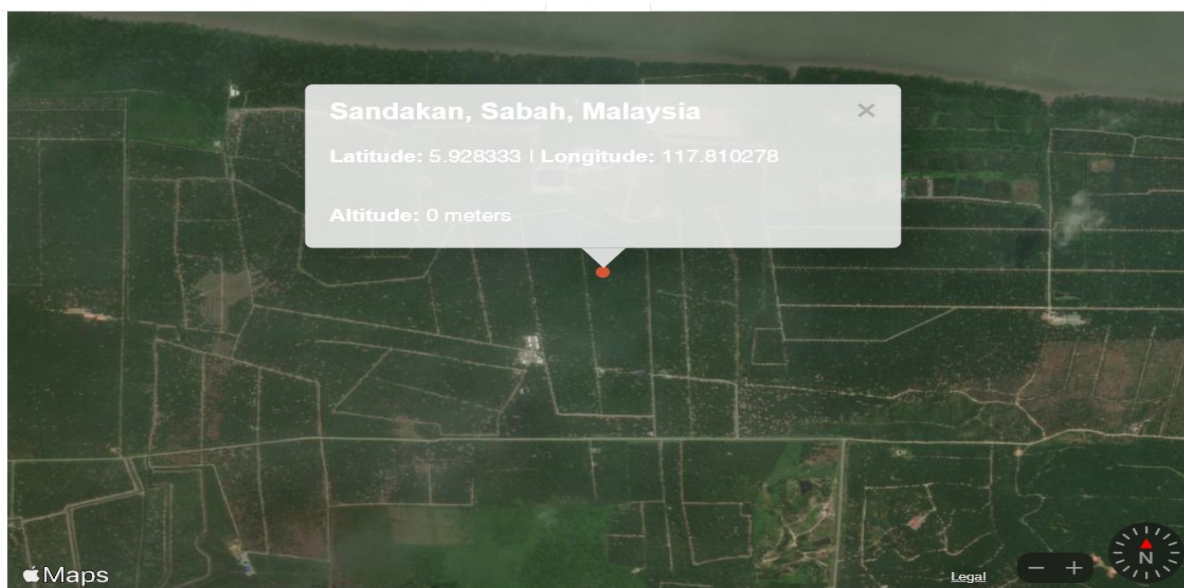 Sandakan, Sabah, Malaysia
Latitude: 5.928333 | Longitude: 117.810278
Altitude: 0 meters
Maps
Legal
N